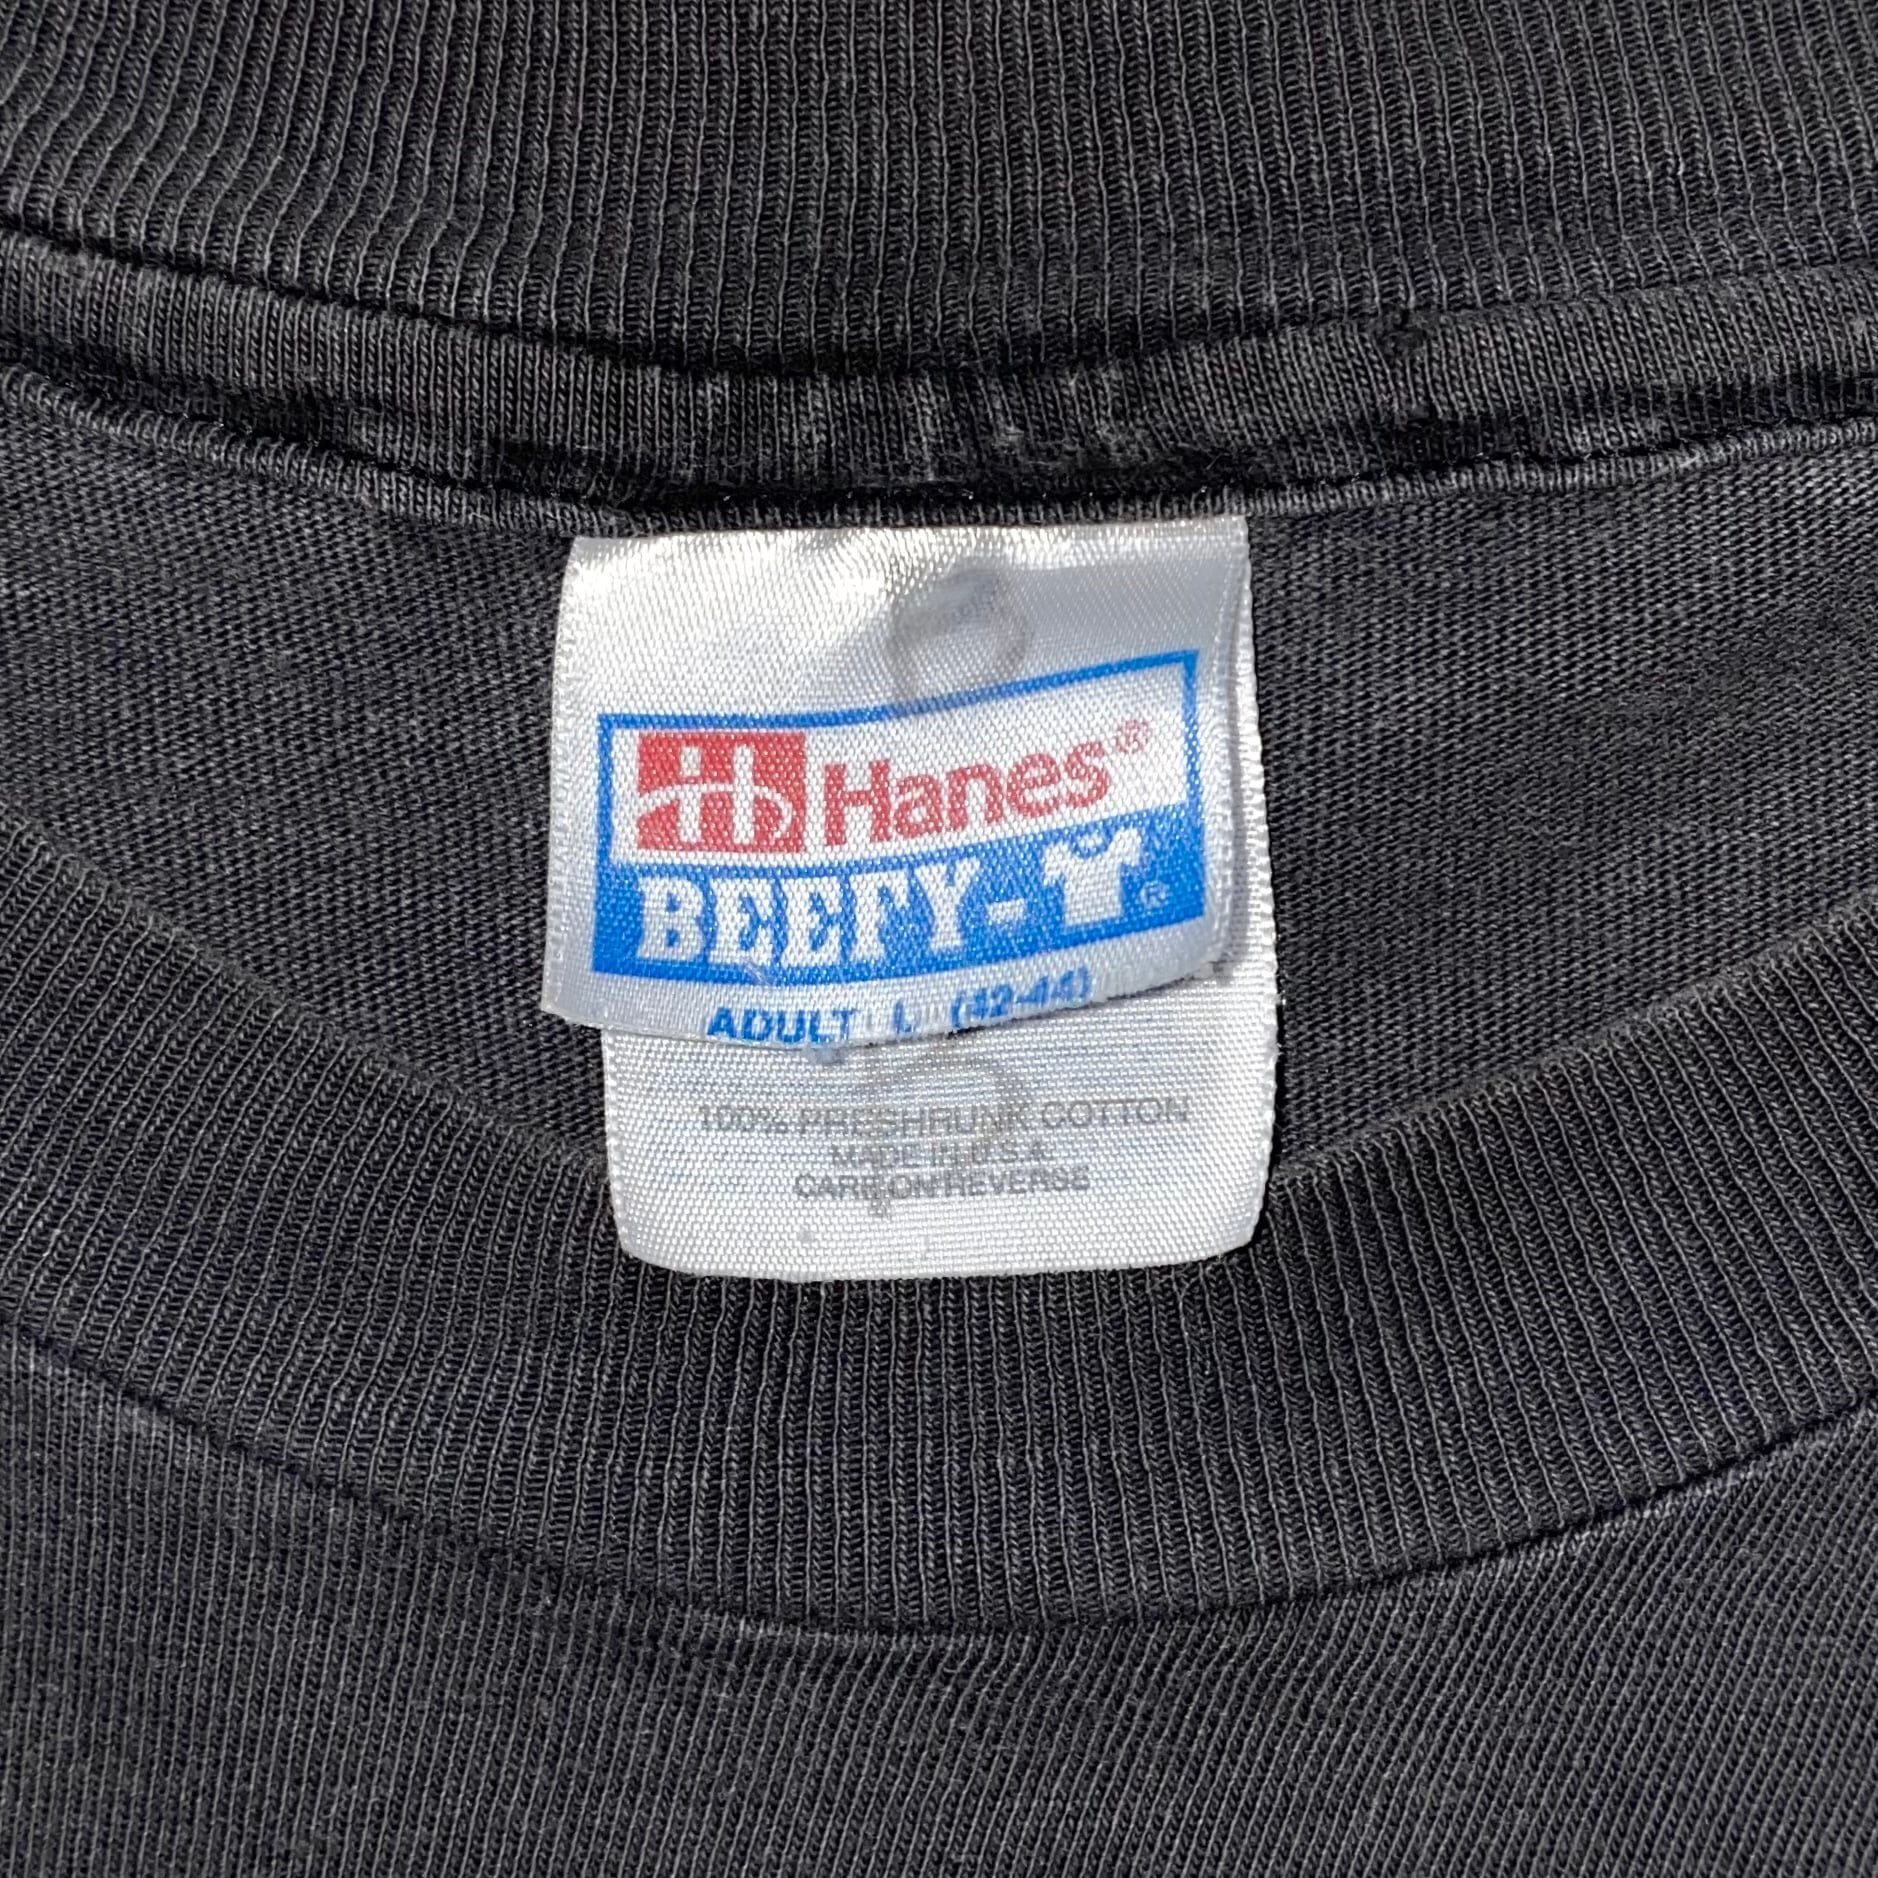 Hanes®
BEEFY-T®
ADULT L (42-44)
100% PRESHRUNK COTTON
MADE IN U.S.A.
CARE ON REVERSE